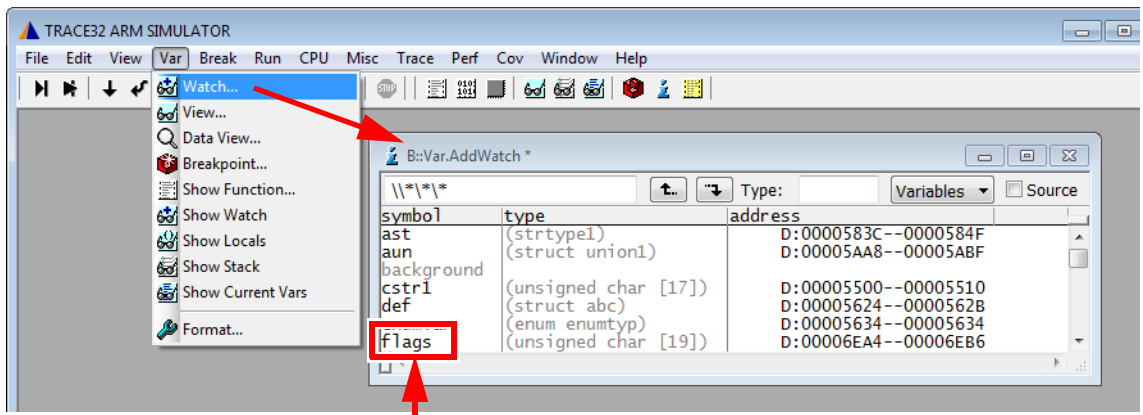 TRACE32 ARM SIMULATOR
File Edit View Var Break Run CPU Misc Trace Perf Cov Window Help
STOP
Watch...
View...
Data View...
Breakpoint...
Show Function...
Show Watch
Show Locals
Show Stack
Show Current Vars
Format...
B::Var.AddWatch *
\\*\*\* Type: Variables Source
symbol type address
ast (strtype1) D:0000583C--0000584F
aun (struct union1) D:00005AA8--00005ABF
background
cstr1 (unsigned char [17]) D:00005500--00005510
def (struct abc) D:00005624--0000562B
(enum enumtyp) D:00005634--00005634
flags (unsigned char [19]) D:00006EA4--00006EB6